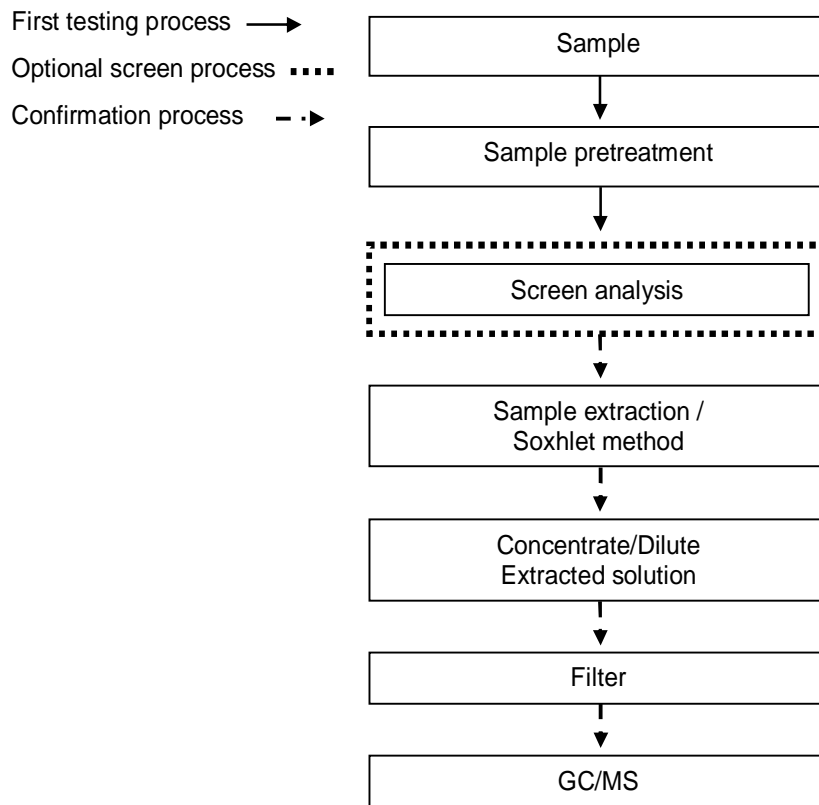 First testing process
Optional screen process
Confirmation process
Sample
Sample pretreatment
Screen analysis
Sample extraction /
Soxhlet method
Concentrate/Dilute
Extracted solution
Filter
GC/MS